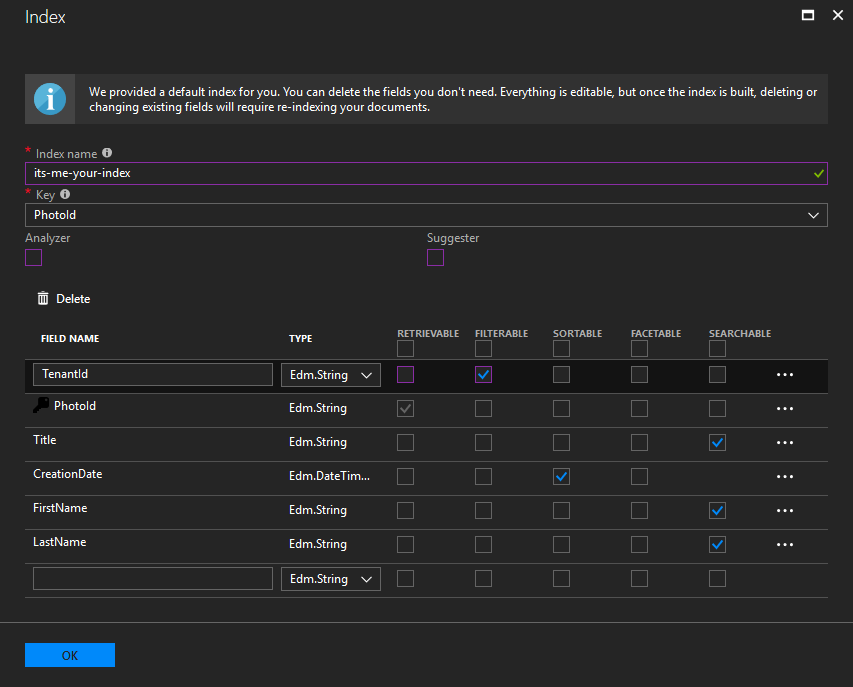 Index
We provided a default index for you. You can delete the fields you don't need. Everything is editable, but once the index is built, deleting or
changing existing fields will require re-indexing your documents.
* Index name
its-me-your-index
* Key
PhotoId
Analyzer Suggester
Delete
FIELD NAME TYPE RETRIEVABLE FILTERABLE SORTABLE FACETABLE SEARCHABLE
TenantId Edm.String ...
PhotoId Edm.String ...
Title Edm.String ...
CreationDate Edm.DateTim... ...
FirstName Edm.String ...
LastName Edm.String ...
Edm.String
OK